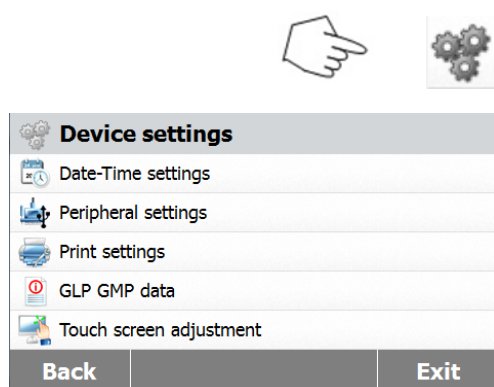 Device settings
Date-Time settings
Peripheral settings
Print settings
GLP GMP data
Touch screen adjustment
Back Exit